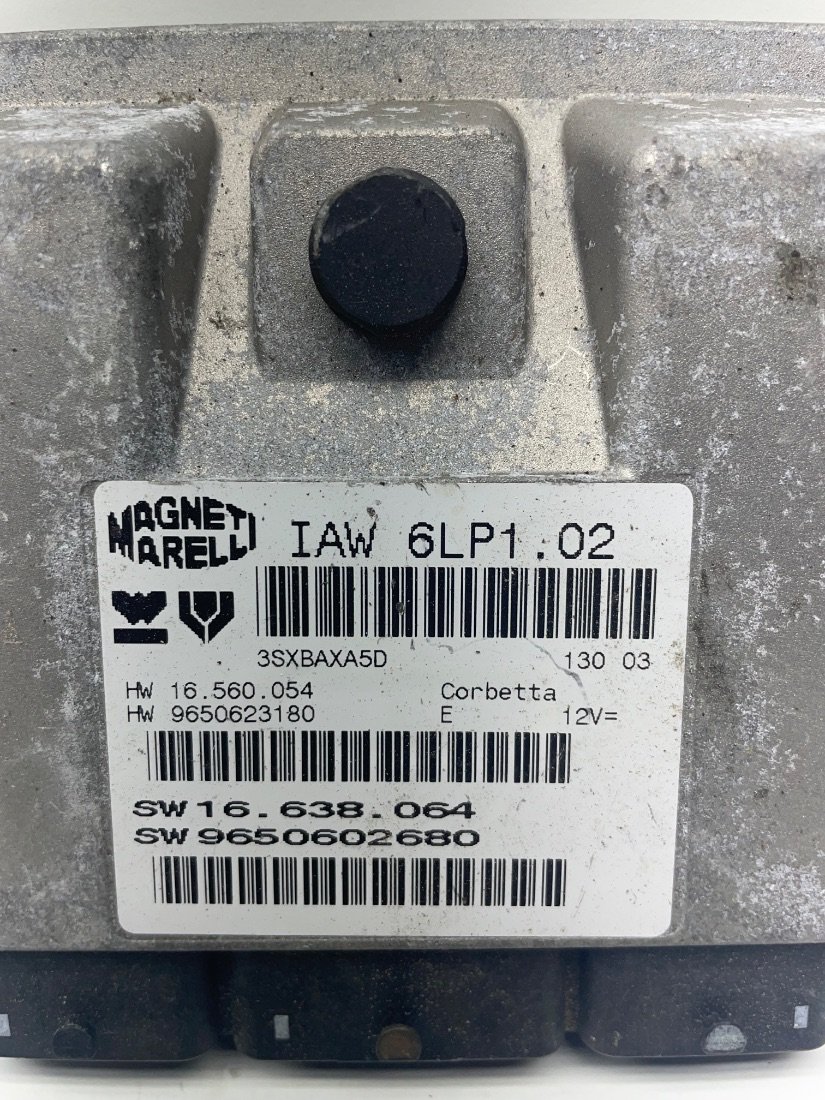 MAGNETI
MARELLI
IAW 6LP1.02
3SXBAXA5D 130 03
HW 16.560.054 Corbetta
HW 9650623180 E 12V=
SW 16.638.064
SW 9650602680